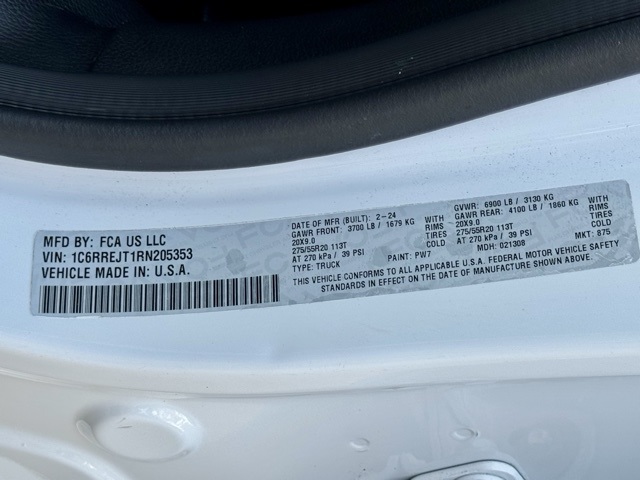 MFD BY: FCA US LLC
VIN: 1C6RREJT1RN205353
VEHICLE MADE IN U.S.A.
DATE OF MFR (BUILT): 2-24
GAWR FRONT: 3700 LB / 1679 KG WITH
20X9.0 TIRES
275/55R20 113T COLD
AT 270 kPa / 39 PSI
TYPE: TRUCK PAINT: PW7
GVWR: 6900 LB / 3130 KG
GAWR REAR: 4100 LB / 1860 KG WITH
20X9.0 TIRES
275/55R20 113T COLD
AT 270 kPa / 39 PSI
MDH: 021308 MKT: 875
VEHICLE CONFORMS TO ALL APPLICABLE U.S.A. FEDERAL MOTOR VEHICLE SAFETY
STANDARDS IN EFFECT ON THE DATE OF MANUFACTURE SHOWN ABOVE.